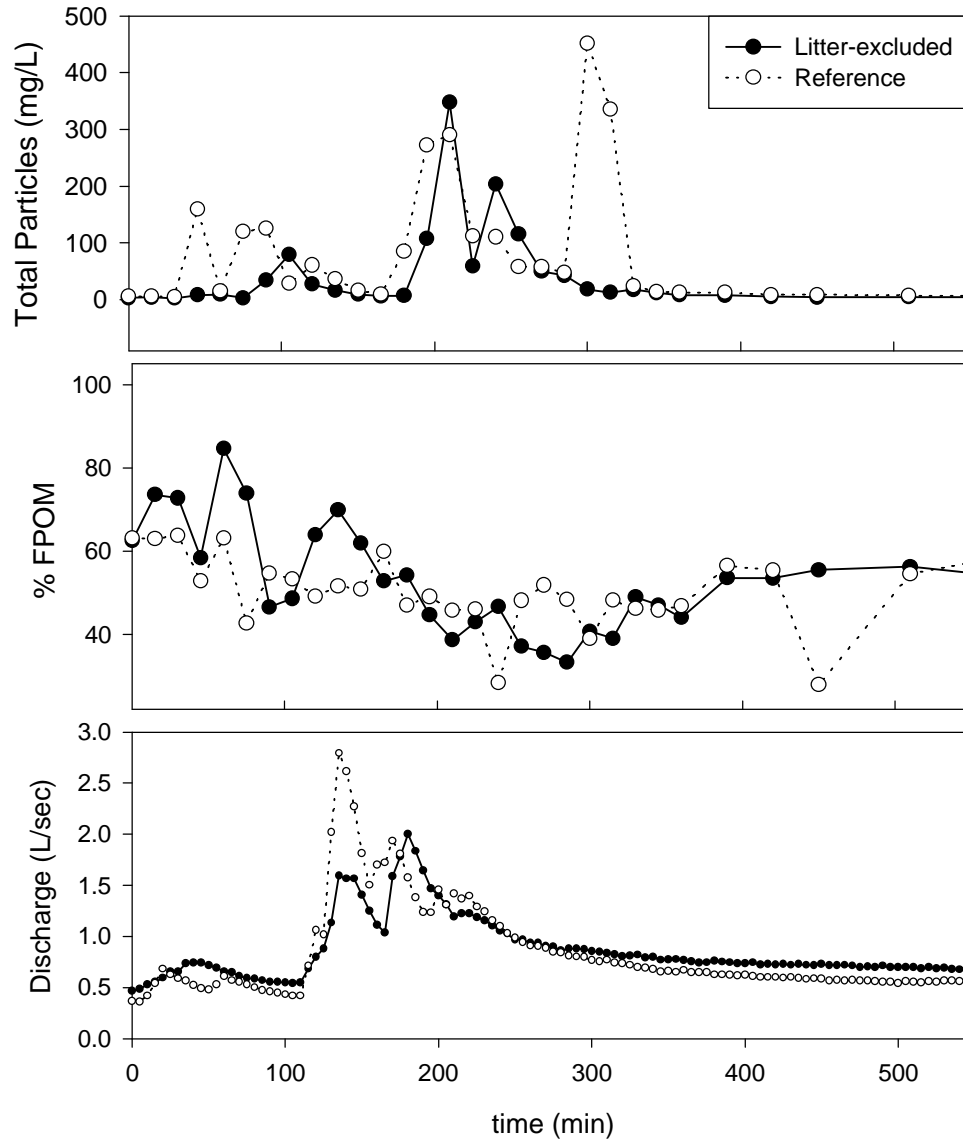 500
400
300
200
100
0
Total Particles (mg/L)
Litter-excluded
Reference
100
80
60
40
% FPOM
3.0
2.5
2.0
1.5
1.0
0.5
0.0
Discharge (L/sec)
0 100 200 300 400 500
time (min)